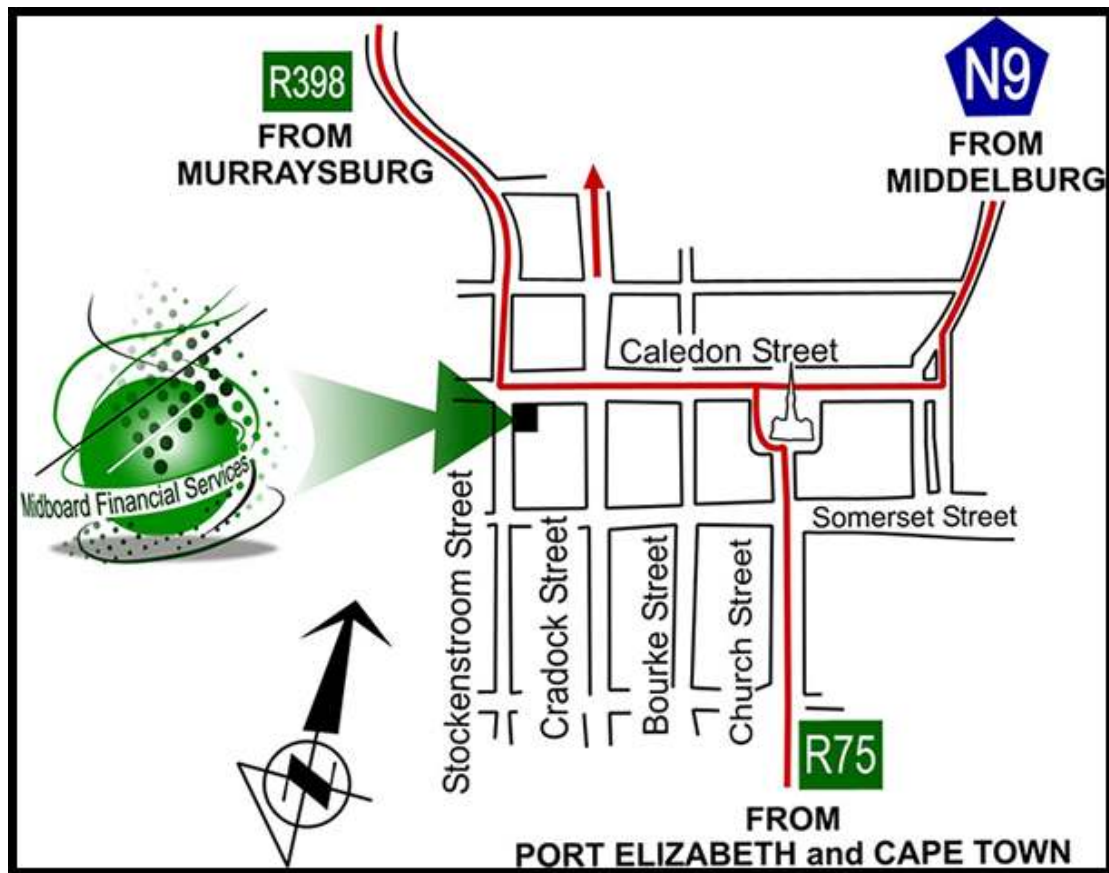 R398
FROM
MURRAYSBURG
N9
FROM
MIDDELBURG
Caledon Street
Midboard Financial Services
Somerset Street
Stockenstroom Street
Cradock Street
Bourke Street
Church Street
R75
FROM
PORT ELIZABETH and CAPE TOWN
N